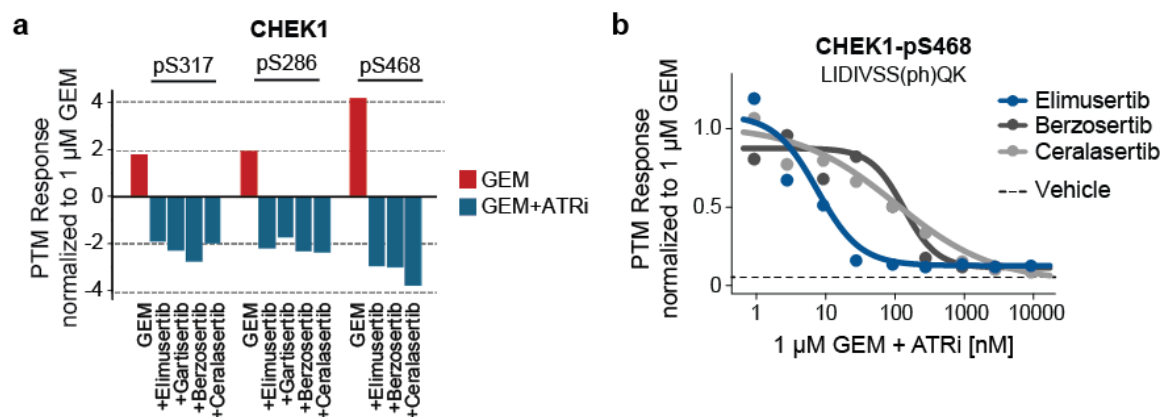 a
CHEK1
pS317 pS286 pS468
PTM Response
normalized to 1 µM GEM
4
2
0
-2
-4
GEM
+Elimusertib
+Gartisertib
+Berzosertib
+Ceralasertib
GEM
+Elimusertib
+Gartisertib
+Berzosertib
+Ceralasertib
GEM
+Elimusertib
+Berzosertib
+Ceralasertib
GEM
GEM+ATRi
b
CHEK1-pS468
LIDIVSS(ph)QK
PTM Response
normalized to 1 µM GEM
1.0
0.5
0
1 10 100 1000 10000
1 µM GEM + ATRi [nM]
Elimusertib
Berzosertib
Ceralasertib
Vehicle